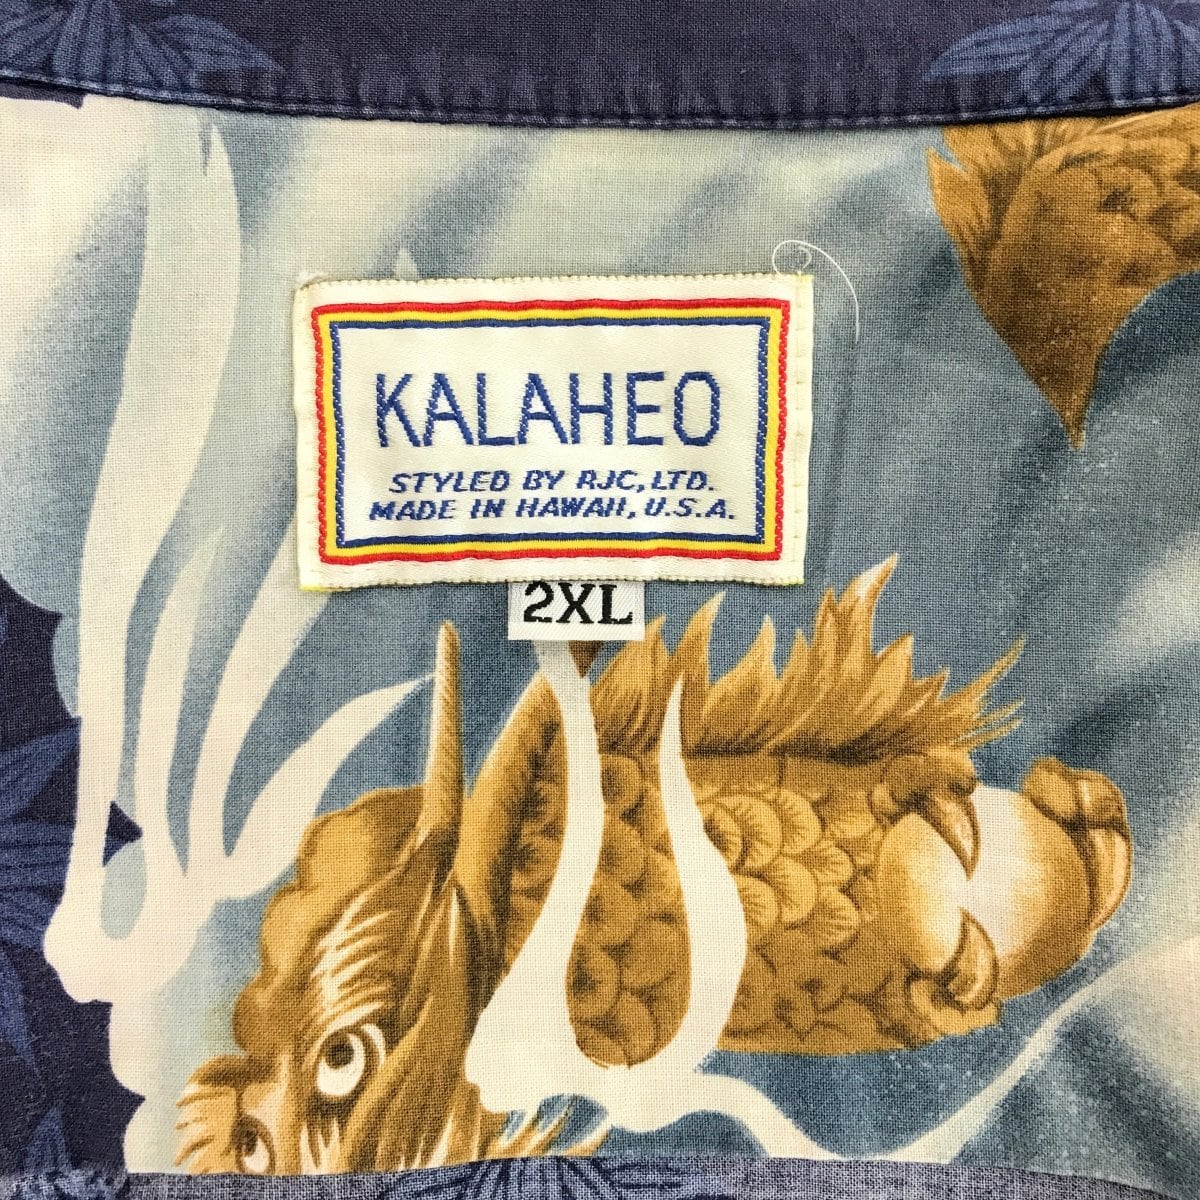 KALAHEO
STYLED BY RJC, LTD.
MADE IN HAWAII, U.S.A.
2XL